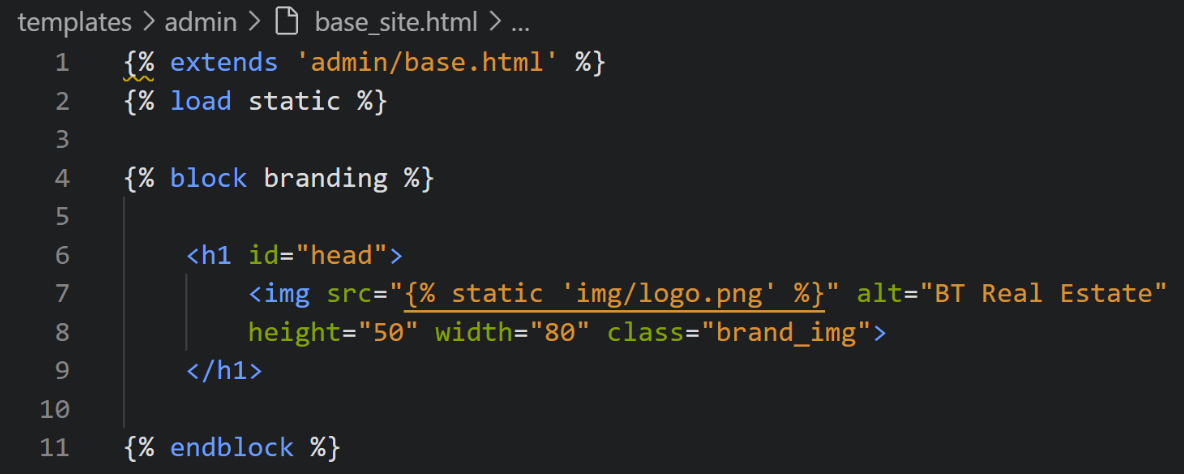 templates > admin > base_site.html > ...
1 {% extends 'admin/base.html' %}
2 {% load static %}
3
4 {% block branding %}
5
6 <h1 id="head">
7 <img src="{% static 'img/logo.png' %}" alt="BT Real Estate"
8 height="50" width="80" class="brand_img">
9 </h1>
10
11 {% endblock %}